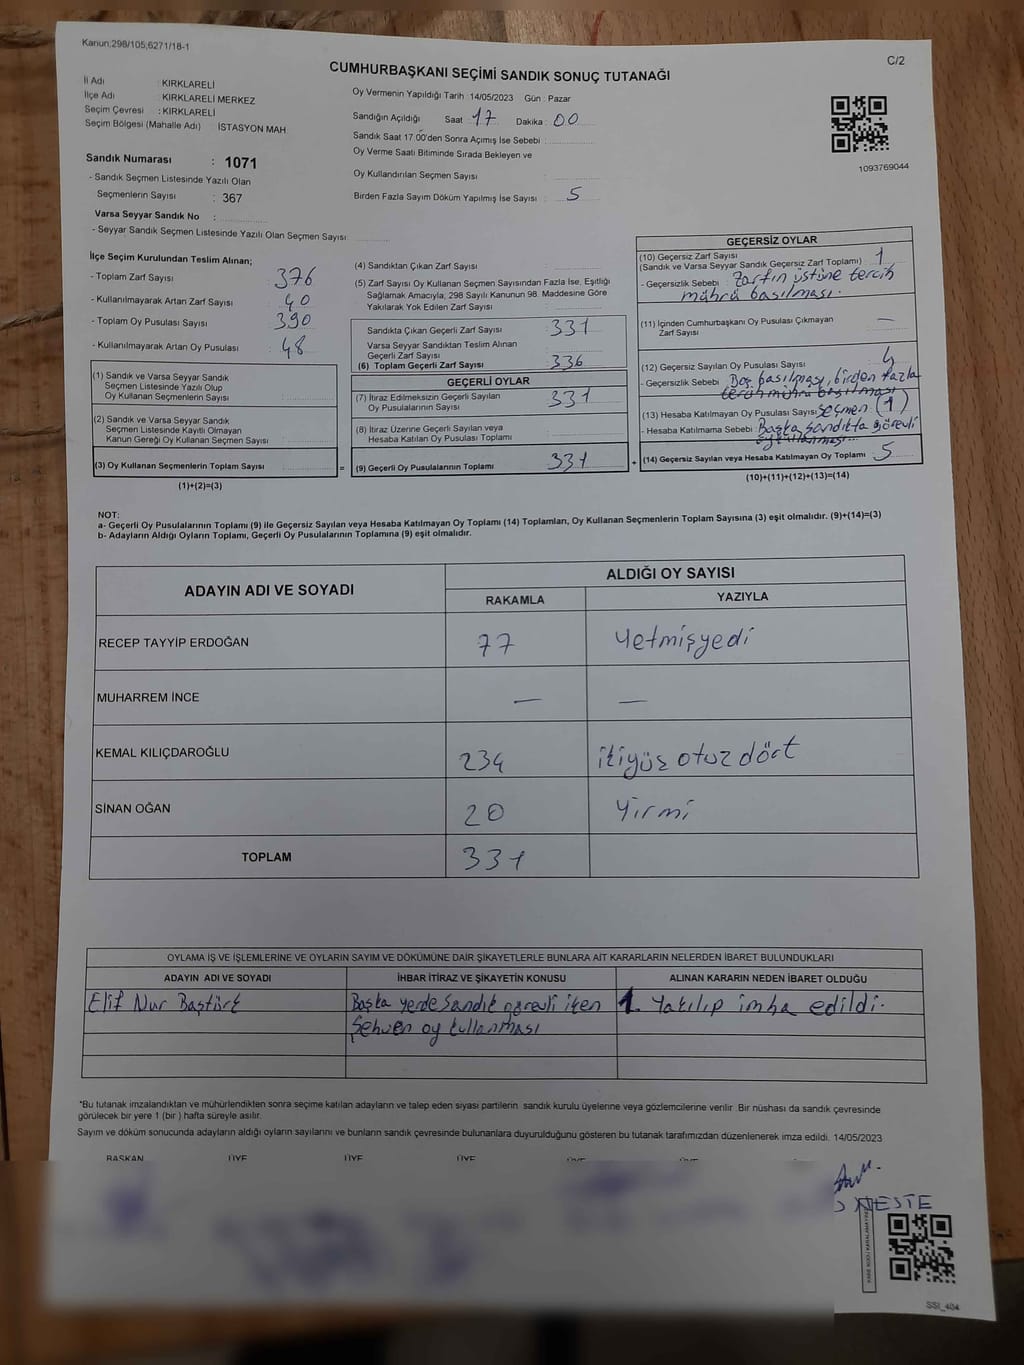 Kanun:298/105,6271/18-1
C/2
CUMHURBAŞKANI SEÇİMİ SANDIK SONUÇ TUTANAĞI
İl Adı : KIRKLARELİ
İlçe Adı : KIRKLARELİ MERKEZ
Seçim Çevresi : KIRKLARELİ
Seçim Bölgesi (Mahalle Adı) İSTASYON MAH.
Sandık Numarası : 1071
- Sandık Seçmen Listesinde Yazılı Olan
Seçmenlerin Sayısı : 367
Varsa Seyyar Sandık No :
- Seyyar Sandık Seçmen Listesinde Yazılı Olan Seçmen Sayısı
Oy Vermenin Yapıldığı Tarih :14/05/2023 Gün : Pazar
Sandığın Açıldığı Saat 17 Dakika : 00
Sandık Saat 17.00'den Sonra Açımış İse Sebebi :
Oy Verme Saati Bitiminde Sırada Bekleyen ve
Oy Kullandırılan Seçmen Sayısı :
Birden Fazla Sayım Döküm Yapılmış İse Sayısı : 5
1093769044
İlçe Seçim Kurulundan Teslim Alınan;
- Toplam Zarf Sayısı : 376
- Kullanılmayarak Artan Zarf Sayısı : 40
- Toplam Oy Pusulası Sayısı : 390
- Kullanılmayarak Artan Oy Pusulası : 48
(1) Sandık ve Varsa Seyyar Sandık
Seçmen Listesinde Yazılı Olup
Oy Kullanan Seçmenlerin Sayısı :
(2) Sandık ve Varsa Seyyar Sandık
Seçmen Listesinde Kayıtlı Olmayan
Kanun Gereği Oy Kullanan Seçmen Sayısı :
(3) Oy Kullanan Seçmenlerin Toplam Sayısı :
(1)+(2)=(3)
=
(4) Sandıktan Çıkan Zarf Sayısı :
(5) Zarf Sayısı Oy Kullanan Seçmen Sayısından Fazla İse, Eşitliği
Sağlamak Amacıyla; 298 Sayılı Kanunun 98. Maddesine Göre
Yakılarak Yok Edilen Zarf Sayısı :
Sandıkta Çıkan Geçerli Zarf Sayısı : 331
Varsa Seyyar Sandıktan Teslim Alınan
Geçerli Zarf Sayısı :
(6) Toplam Geçerli Zarf Sayısı : 336
GEÇERLİ OYLAR
(7) İtiraz Edilmeksizin Geçerli Sayılan
Oy Pusulalarının Sayısı : 331
(8) İtiraz Üzerine Geçerli Sayılan veya
Hesaba Katılan Oy Pusulası Toplamı :
(9) Geçerli Oy Pusulalarının Toplamı : 331
+
GEÇERSİZ OYLAR
(10) Geçersiz Zarf Sayısı : 1
(Sandık ve Varsa Seyyar Sandık Geçersiz Zarf Toplamı)
- Geçersizlik Sebebi : Zarfın üstüne tercih
mührü basılması.
(11) İçinden Cumhurbaşkanı Oy Pusulası Çıkmayan
Zarf Sayısı : —
(12) Geçersiz Sayılan Oy Pusulası Sayısı : 4
- Geçersizlik Sebebi : Boş basılması, birden fazla
(13) Hesaba Katılmayan Oy Pusulası Sayısı seçmen (1)
- Hesaba Katılmama Sebebi : Başka sandıkta görevli
(14) Geçersiz Sayılan veya Hesaba Katılmayan Oy Toplamı : 5
(10)+(11)+(12)+(13)=(14)
NOT:
a- Geçerli Oy Pusulalarının Toplamı (9) ile Geçersiz Sayılan veya Hesaba Katılmayan Oy Toplamı (14) Toplamları, Oy Kullanan Seçmenlerin Toplam Sayısına (3) eşit olmalıdır. (9)+(14)=(3)
b- Adayların Aldığı Oyların Toplamı, Geçerli Oy Pusulalarının Toplamına (9) eşit olmalıdır.
ADAYIN ADI VE SOYADI
ALDIĞI OY SAYISI
RAKAMLA YAZIYLA
RECEP TAYYİP ERDOĞAN 77 Yetmişyedi
MUHARREM İNCE — —
KEMAL KILIÇDAROĞLU 234 ikiyüz otuz dört
SİNAN OĞAN 20 Yirmi
TOPLAM 331
OYLAMA İŞ VE İŞLEMLERİNE VE OYLARIN SAYIM VE DÖKÜMÜNE DAİR ŞİKAYETLERLE BUNLARA AİT KARARLARIN NELERDEN İBARET BULUNDUKLARI
ADAYIN ADI VE SOYADI İHBAR İTİRAZ VE ŞİKAYETİN KONUSU ALINAN KARARIN NEDEN İBARET OLDUĞU
Elif Nur Baştürk Başka yerde Sandık görevli iken 1. Yakılıp imha edildi.
Sehven oy kullanması
*Bu tutanak imzalandıktan ve mühürlendikten sonra seçime katılan adayların ve talep eden siyasi partilerin sandık kurulu üyelerine veya gözlemcilerine verilir. Bir nüshası da sandık çevresinde
görülecek bir yere 1 (bir ) hafta süreyle asılır.
Sayım ve döküm sonucunda adayların aldığı oyların sayılarını ve bunların sandık çevresinde bulunanlara duyurulduğunu gösteren bu tutanak tarafımızdan düzenlenerek imza edildi. 14/05/2023
BAŞKAN ÜYE ÜYE ÜYE ÜYE ÜYE
SSİ_404